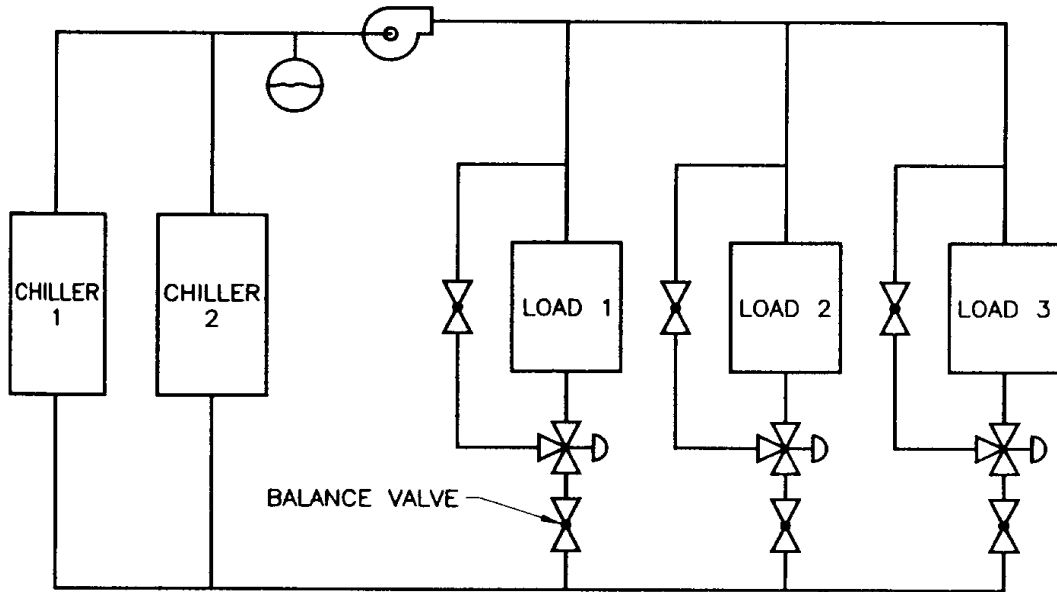 CHILLER
1
CHILLER
2
LOAD 1
LOAD 2
LOAD 3
BALANCE VALVE